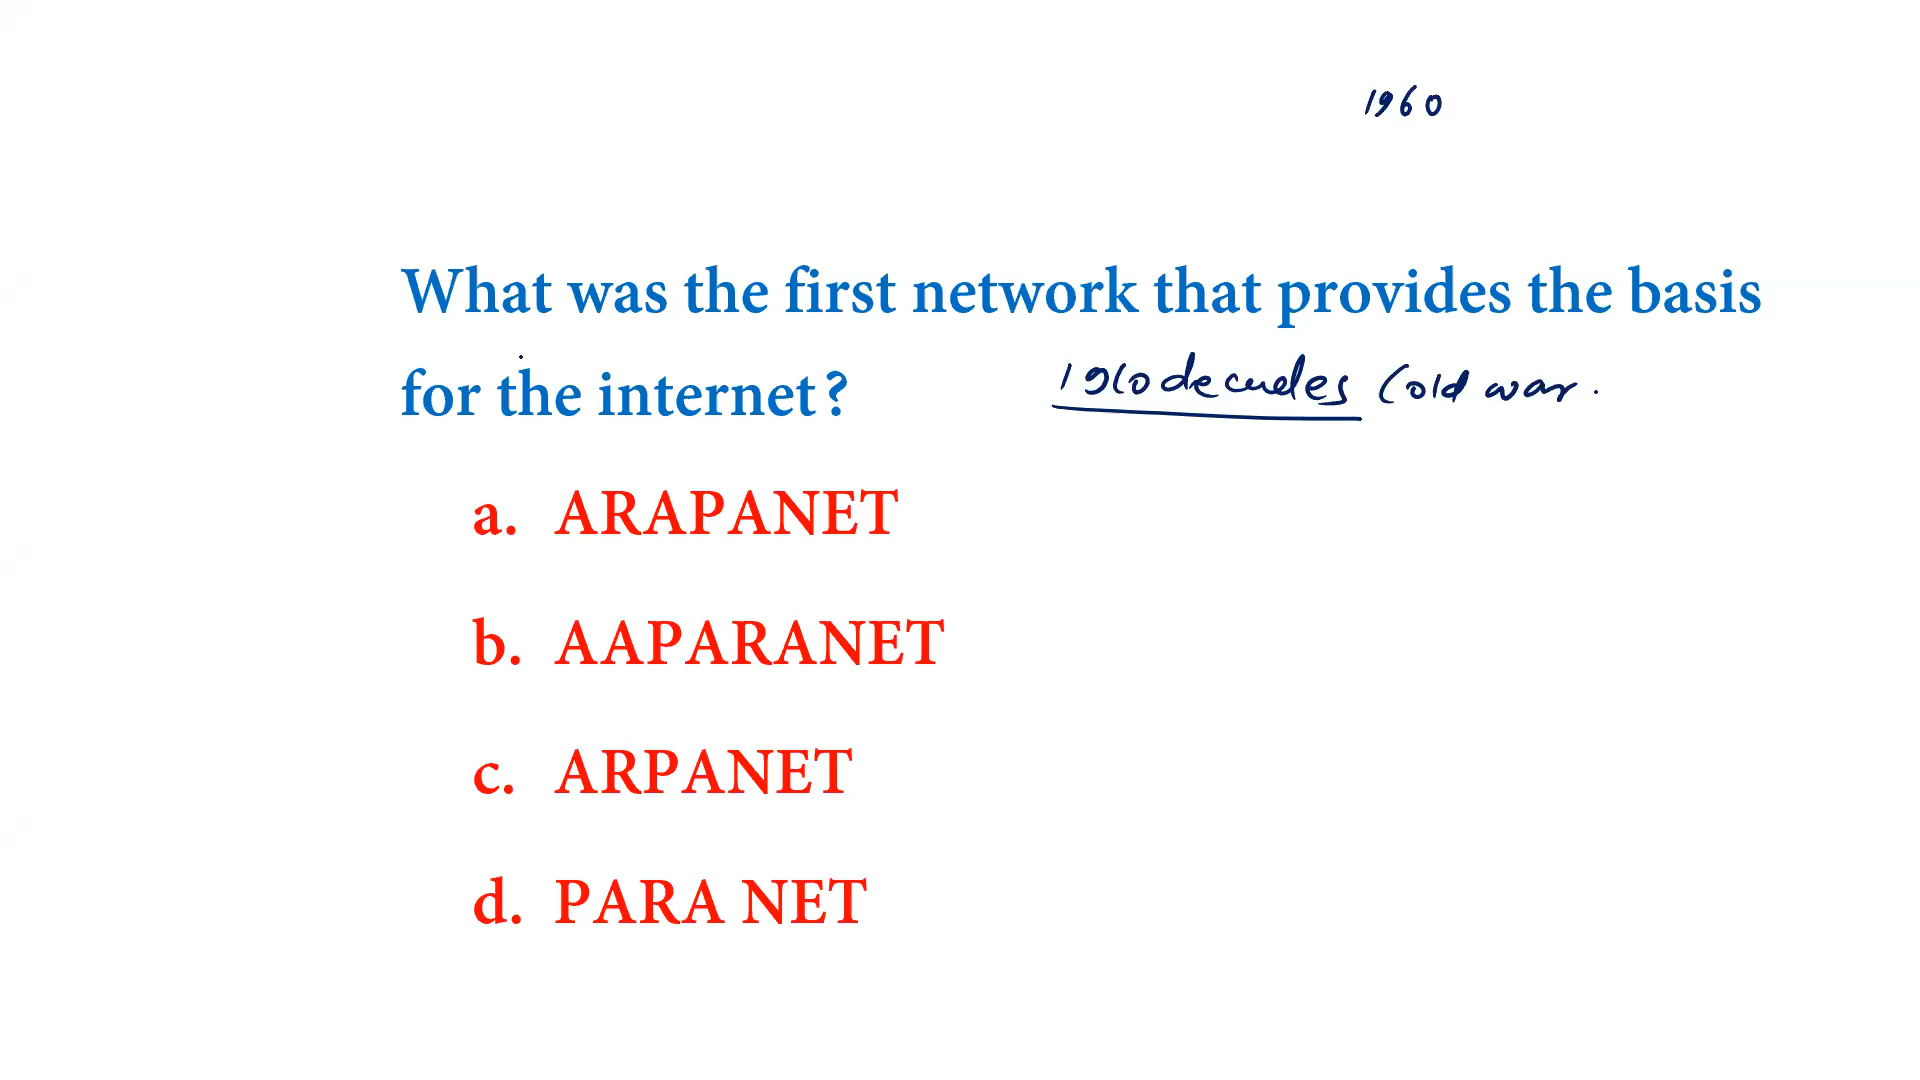 1960
What was the first network that provides the basis
for the internet? 1960 decades Cold war.
a. ARAPANET
b. AAPARANET
c. ARPANET
d. PARA NET